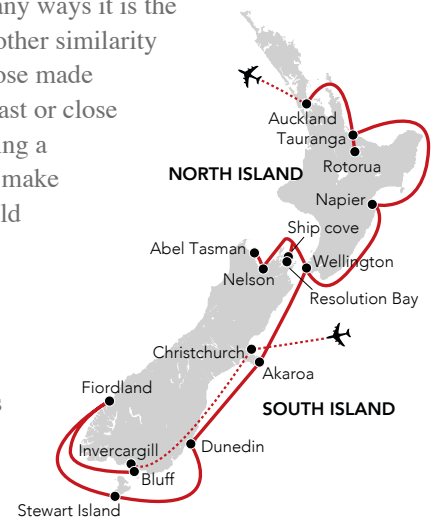 any ways it is the
other similarity
ose made
ast or close
ing a
make
ld
Auckland
Tauranga
Rotorua
NORTH ISLAND
Napier
Ship cove
Abel Tasman
Wellington
Nelson
Resolution Bay
Christchurch
Akaroa
Fiordland
SOUTH ISLAND
s
Invercargill
Dunedin
Bluff
Stewart Island